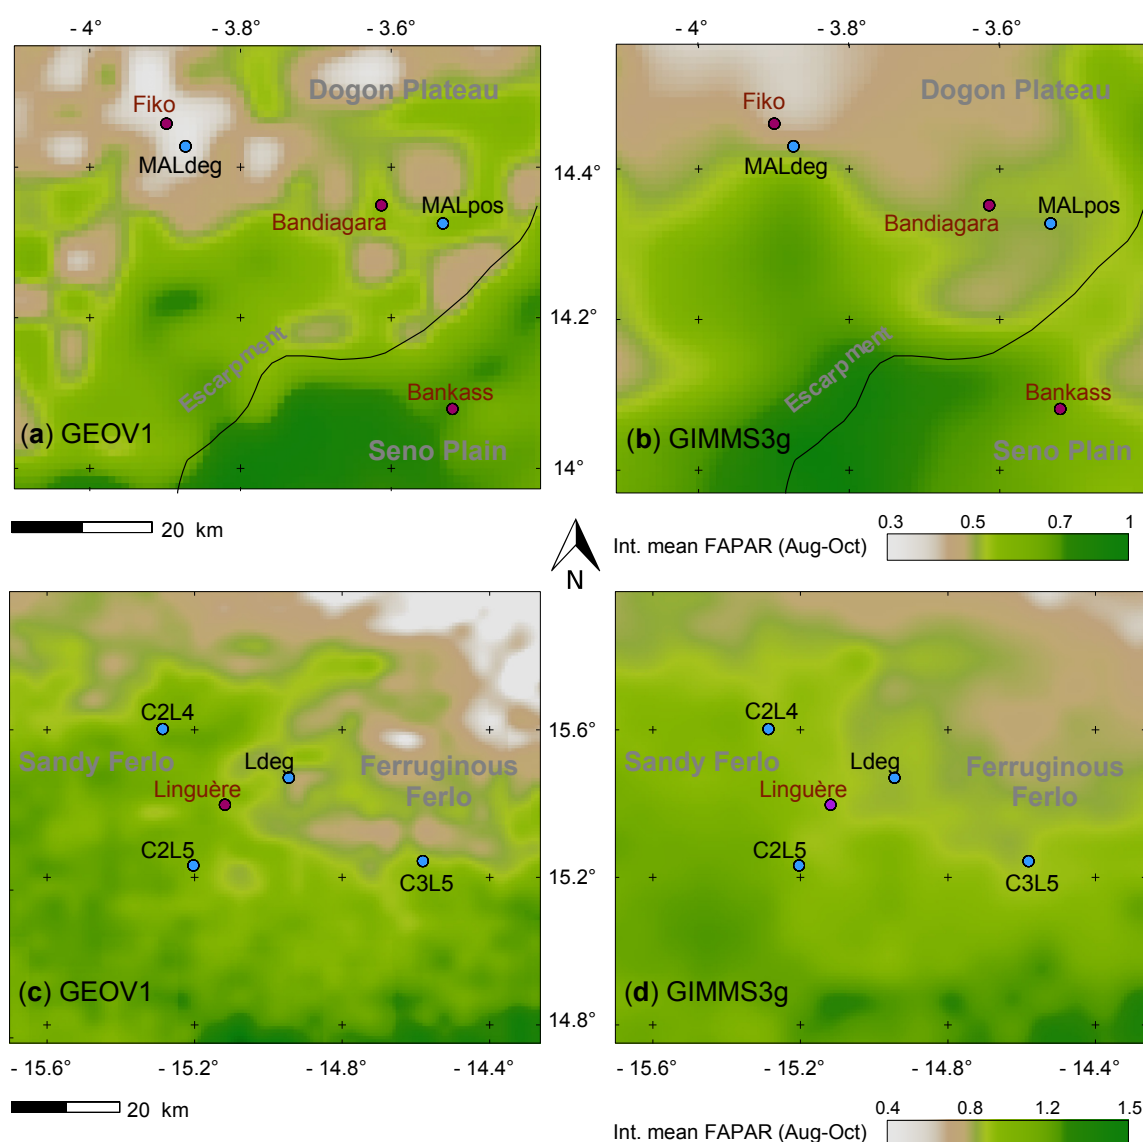 - 4° - 3.8° - 3.6° - 4° - 3.8° - 3.6°
Dogon Plateau Dogon Plateau
Fiko Fiko
MALdeg MALdeg
14.4°
MALpos MALpos
Bandiagara Bandiagara
14.2°
Escarpment Escarpment
Bankass Bankass
(a) GEOV1 (b) GIMMS3g
Seno Plain Seno Plain
14°
0.3 0.5 0.7 1
20 km
Int. mean FAPAR (Aug-Oct)
N
C2L4 C2L4
15.6°
Sandy Ferlo Ldeg Ferruginous Ferlo Sandy Ferlo Ldeg Ferruginous Ferlo
Linguère Linguère
C2L5 C2L5
C3L5 C3L5
15.2°
(c) GEOV1 (d) GIMMS3g
14.8°
- 15.6° - 15.2° - 14.8° - 14.4° - 15.6° - 15.2° - 14.8° - 14.4°
20 km
0.4 0.8 1.2 1.5
Int. mean FAPAR (Aug-Oct)